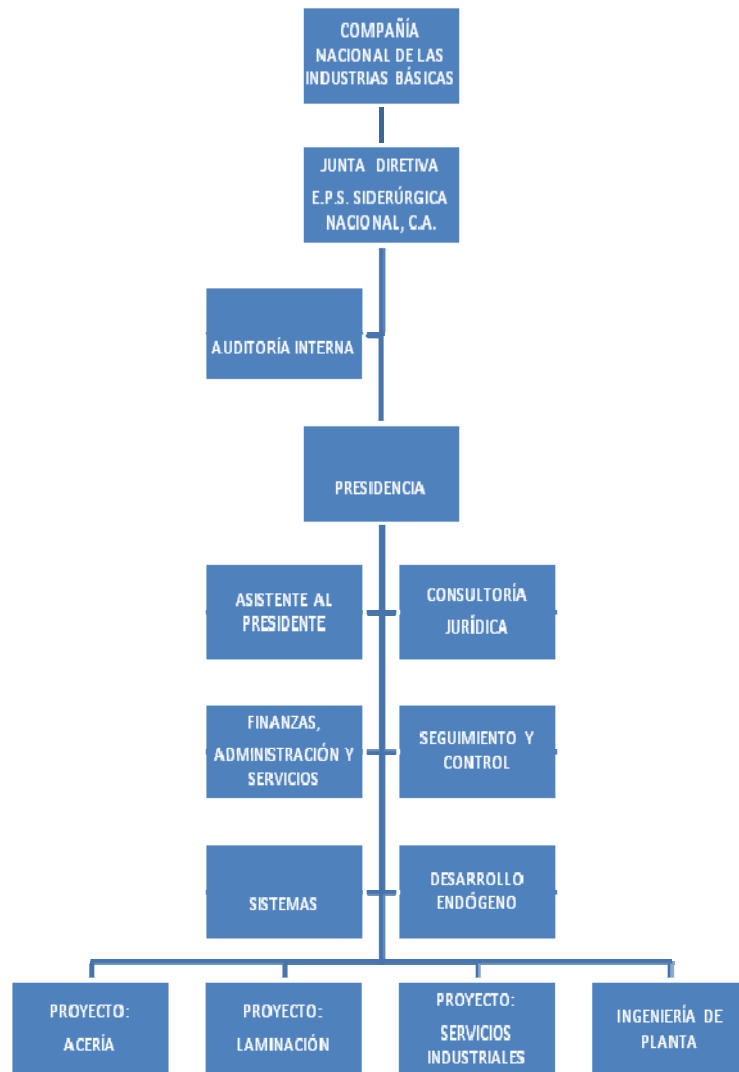 COMPAÑÍA
NACIONAL DE LAS
INDUSTRIAS BÁSICAS
JUNTA DIRETIVA
E.P.S. SIDERÚRGICA
NACIONAL, C.A.
AUDITORÍA INTERNA
PRESIDENCIA
ASISTENTE AL
PRESIDENTE
CONSULTORÍA
JURÍDICA
FINANZAS,
ADMINISTRACIÓN Y
SERVICIOS
SEGUIMIENTO Y
CONTROL
SISTEMAS
DESARROLLO
ENDÓGENO
PROYECTO:
ACERÍA
PROYECTO:
LAMINACIÓN
PROYECTO:
SERVICIOS
INDUSTRIALES
INGENIERÍA DE
PLANTA